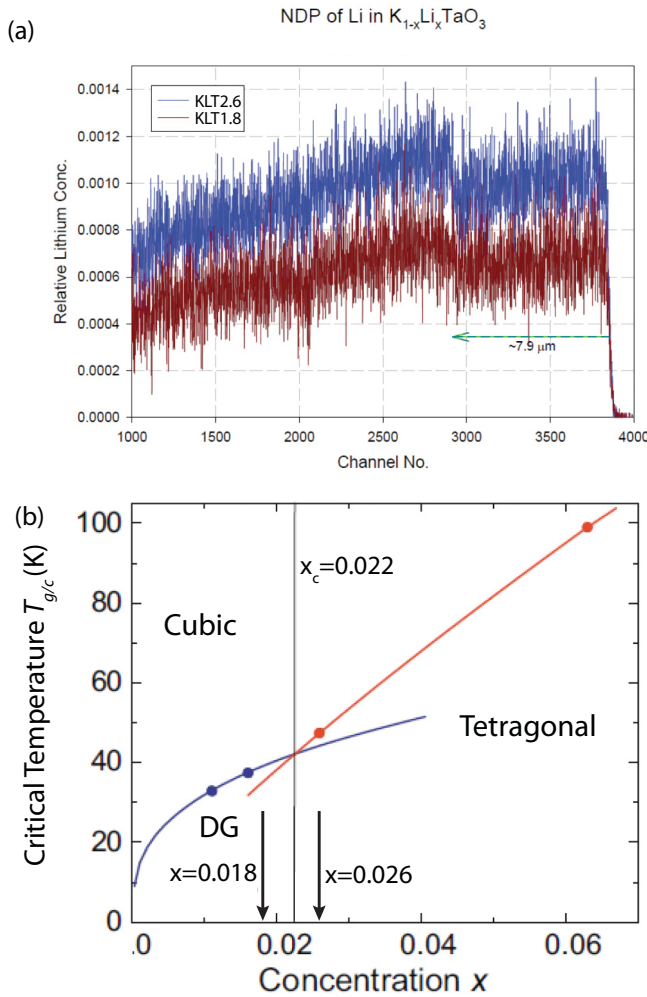 (a)
NDP of Li in K1-xLixTaO3
Relative Lithium Conc.
0.0014
0.0012
0.0010
0.0008
0.0006
0.0004
0.0002
0.0000
KLT2.6
KLT1.8
~7.9 μm
1000 1500 2000 2500 3000 3500 4000
Channel No.
(b)
Critical Temperature Tg/c (K)
100
80
60
40
20
0
xc=0.022
Cubic
Tetragonal
DG
x=0.018
x=0.026
.0 0.02 0.04 0.06
Concentration x